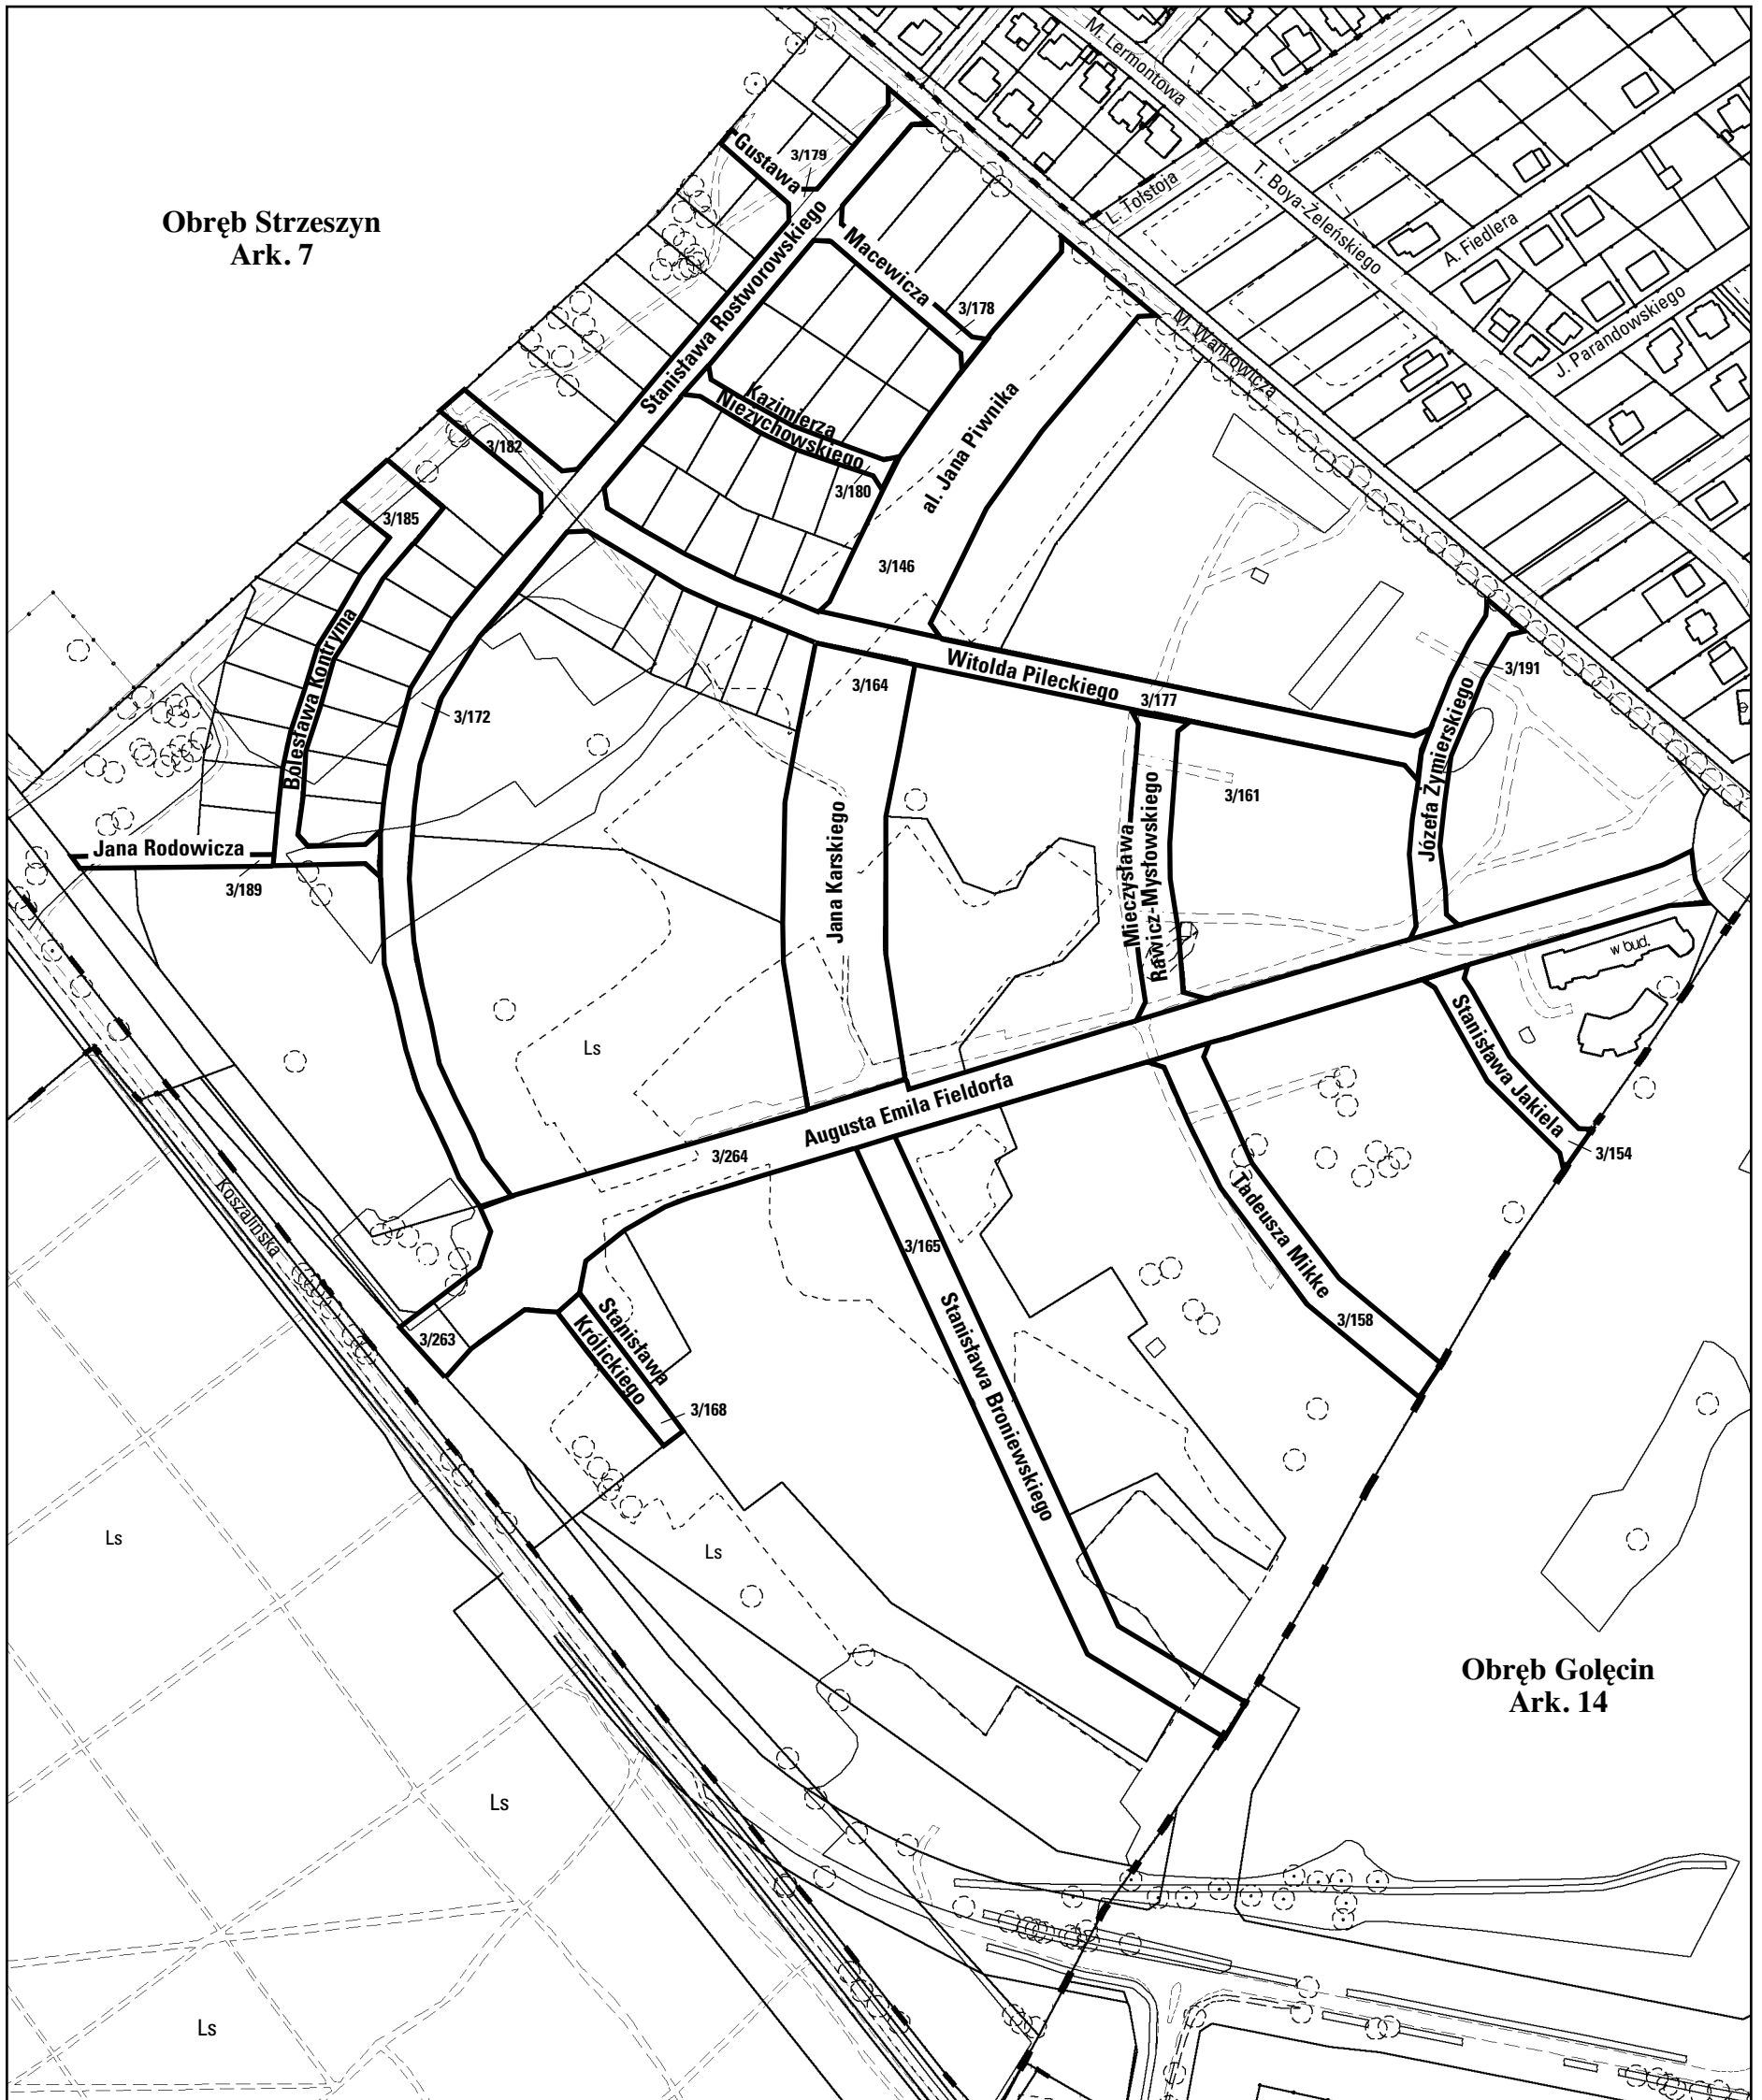 M. Lermontowa
Gustawa
3/179
L. Tołstoja
T. Boya-Żeleńskiego
A. Fiedlera
Obręb Strzeszyn
Ark. 7
Stanisława Rostworowskiego
Macewicza
3/178
J. Parandowskiego
M. Wańkowicza
Kazimierza
Niezychowskiego
al. Jana Piwnika
3/182
3/180
3/185
3/146
Bolesława Kontryma
Witolda Pileckiego
3/164
3/177
3/191
3/172
Józefa Żymierskiego
3/161
Jana Rodowicza
3/189
Jana Karskiego
Mieczysława
Rawicz-Mysłowskiego
w bud.
Stanisława Jakiela
Ls
Augusta Emila Fieldorfa
3/264
3/154
Koszalińska
Tadeusza Mikke
3/165
3/158
3/263
Stanisława
Królickiego
Stanisława Broniewskiego
3/168
Ls
Ls
Obręb Golęcin
Ark. 14
Ls
Ls